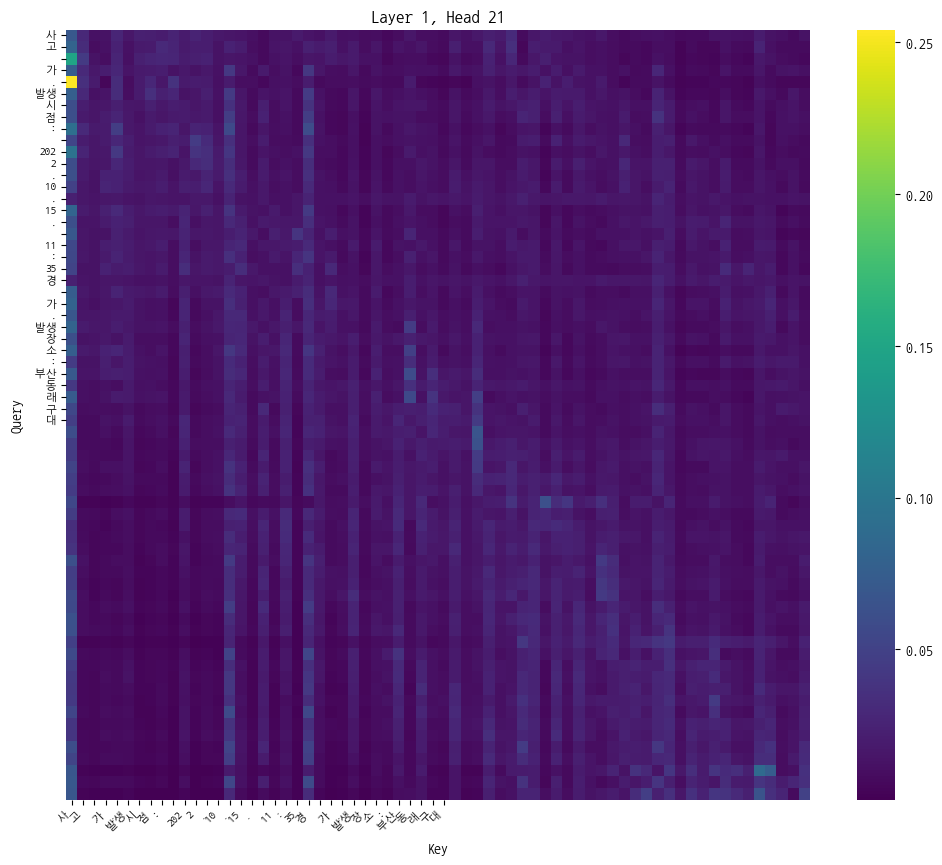 Layer 1, Head 21
사
고
가
.
발생
시
점
:
202
2
.
10
.
15
.
11
:
35
경
가
.
발생
장
소
:
부산
동
래
구
대
Query
사 고 가 발생 시 점 : 202 2 10 15 . 11 : 35 경 가 발생 장 소 : 부산 동 래 구 대
Key
0.25
0.20
0.15
0.10
0.05